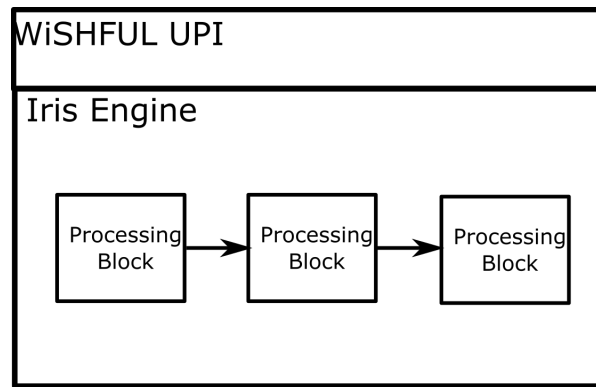 WiSHFUL UPI
Iris Engine
Processing
Block
Processing
Block
Processing
Block